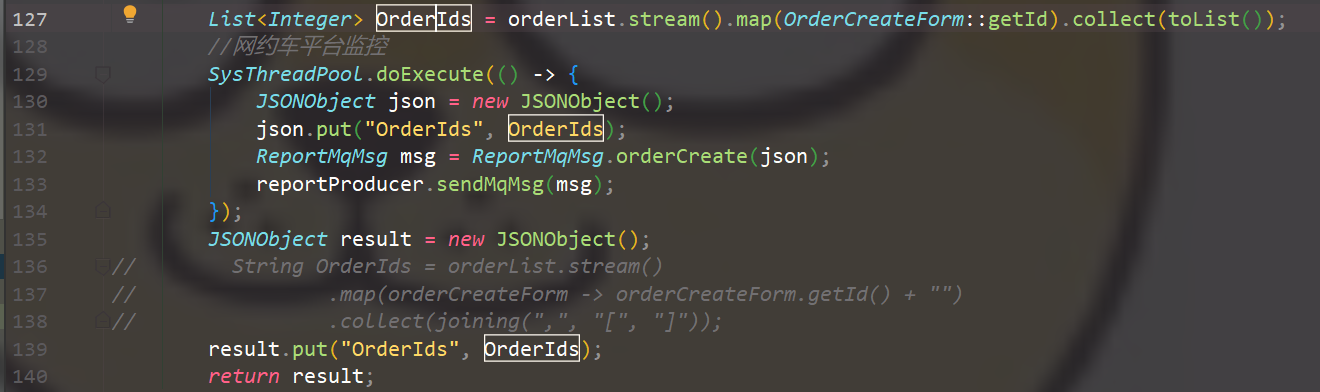 127 List<Integer> OrderIds = orderList.stream().map(OrderCreateForm::getId).collect(toList());
128 //网约车平台监控
129 SysThreadPool.doExecute(() -> {
130 JSONObject json = new JSONObject();
131 json.put("OrderIds", OrderIds);
132 ReportMqMsg msg = ReportMqMsg.orderCreate(json);
133 reportProducer.sendMqMsg(msg);
134 });
135 JSONObject result = new JSONObject();
136 // String OrderIds = orderList.stream()
137 // .map(orderCreateForm -> orderCreateForm.getId() + "")
138 // .collect(joining(",", "[", "]"));
139 result.put("OrderIds", OrderIds);
140 return result;